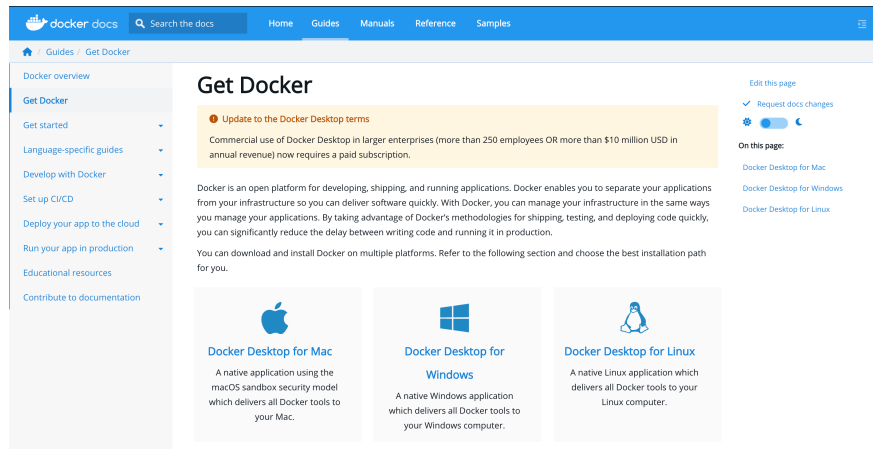 docker docs
Search the docs
Home
Guides
Manuals
Reference
Samples
/ Guides / Get Docker
Docker overview
Get Docker
Get started
Language-specific guides
Develop with Docker
Set up CI/CD
Deploy your app to the cloud
Run your app in production
Educational resources
Contribute to documentation
Get Docker
Update to the Docker Desktop terms
Commercial use of Docker Desktop in larger enterprises (more than 250 employees OR more than $10 million USD in
annual revenue) now requires a paid subscription.
Docker is an open platform for developing, shipping, and running applications. Docker enables you to separate your applications
from your infrastructure so you can deliver software quickly. With Docker, you can manage your infrastructure in the same ways
you manage your applications. By taking advantage of Docker's methodologies for shipping, testing, and deploying code quickly,
you can significantly reduce the delay between writing code and running it in production.
You can download and install Docker on multiple platforms. Refer to the following section and choose the best installation path
for you.
Docker Desktop for Mac
A native application using the
macOS sandbox security model
which delivers all Docker tools to
your Mac.
Docker Desktop for
Windows
A native Windows application
which delivers all Docker tools to
your Windows computer.
Docker Desktop for Linux
A native Linux application which
delivers all Docker tools to your
Linux computer.
Edit this page
Request docs changes
On this page:
Docker Desktop for Mac
Docker Desktop for Windows
Docker Desktop for Linux